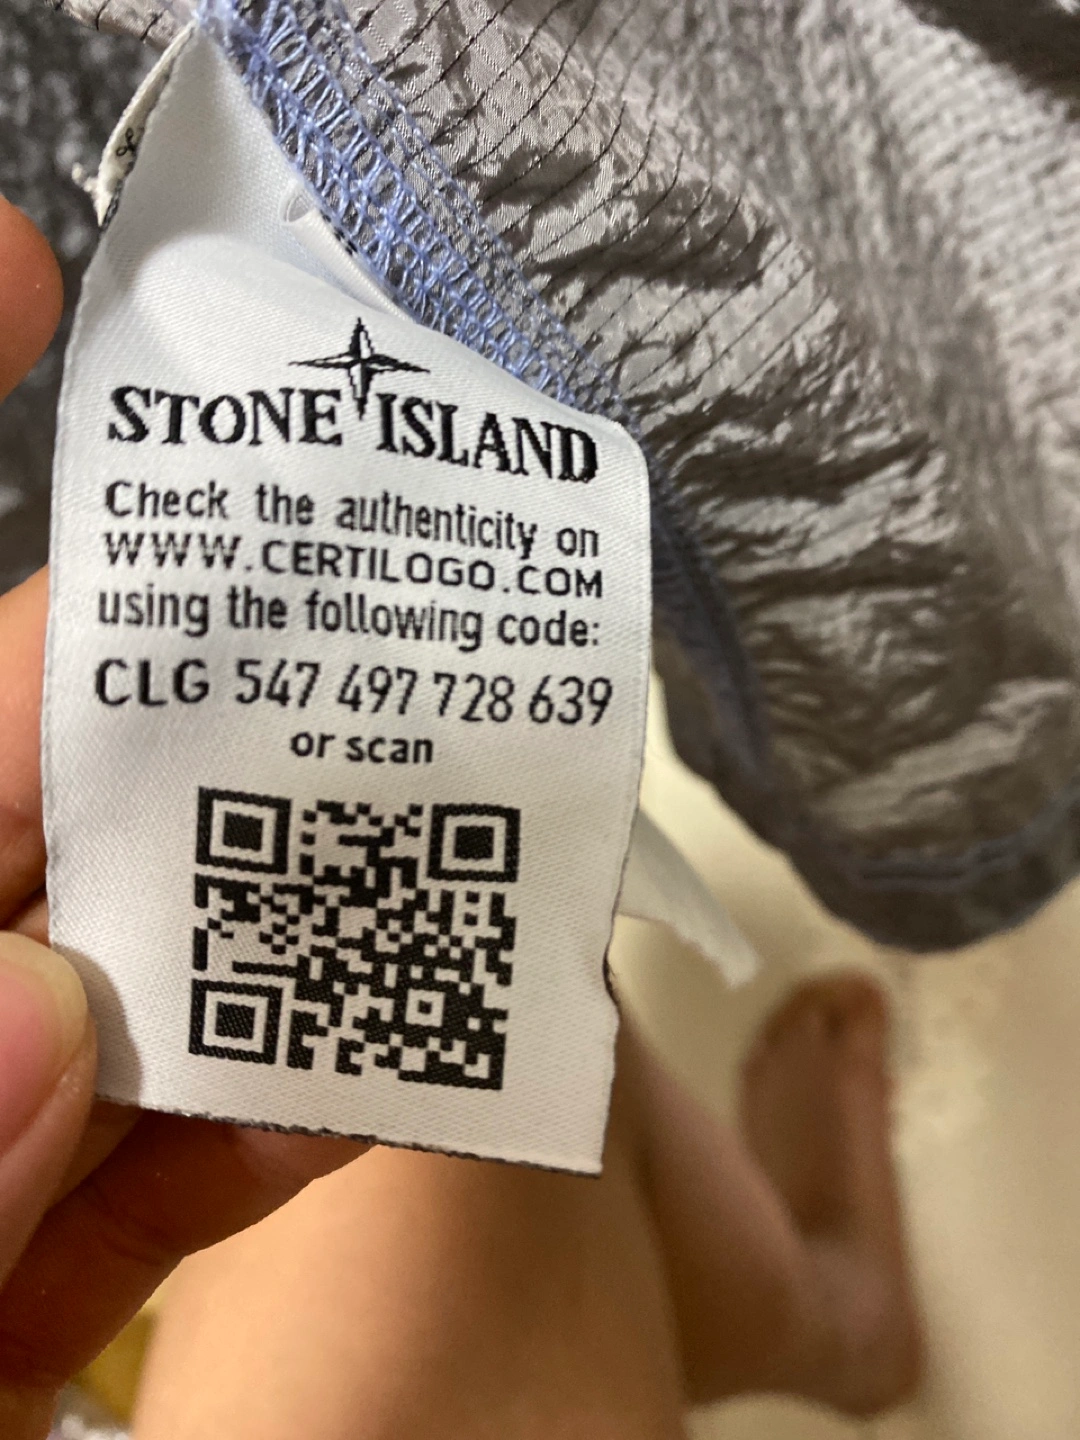 STONE ISLAND
Check the authenticity on
WWW.CERTILOGO.COM
using the following code:
CLG 547 497 728 639
or scan